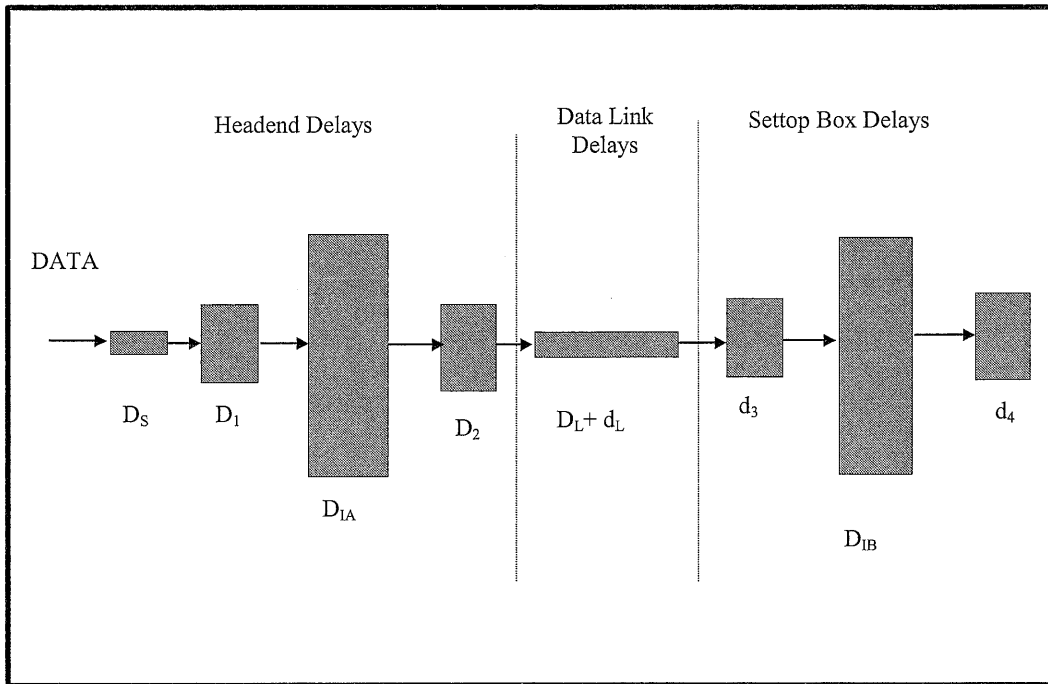 Headend Delays
Data Link
Delays
Settop Box Delays
DATA
D_S
D_1
D_IA
D_2
D_L+ d_L
d_3
D_IB
d_4